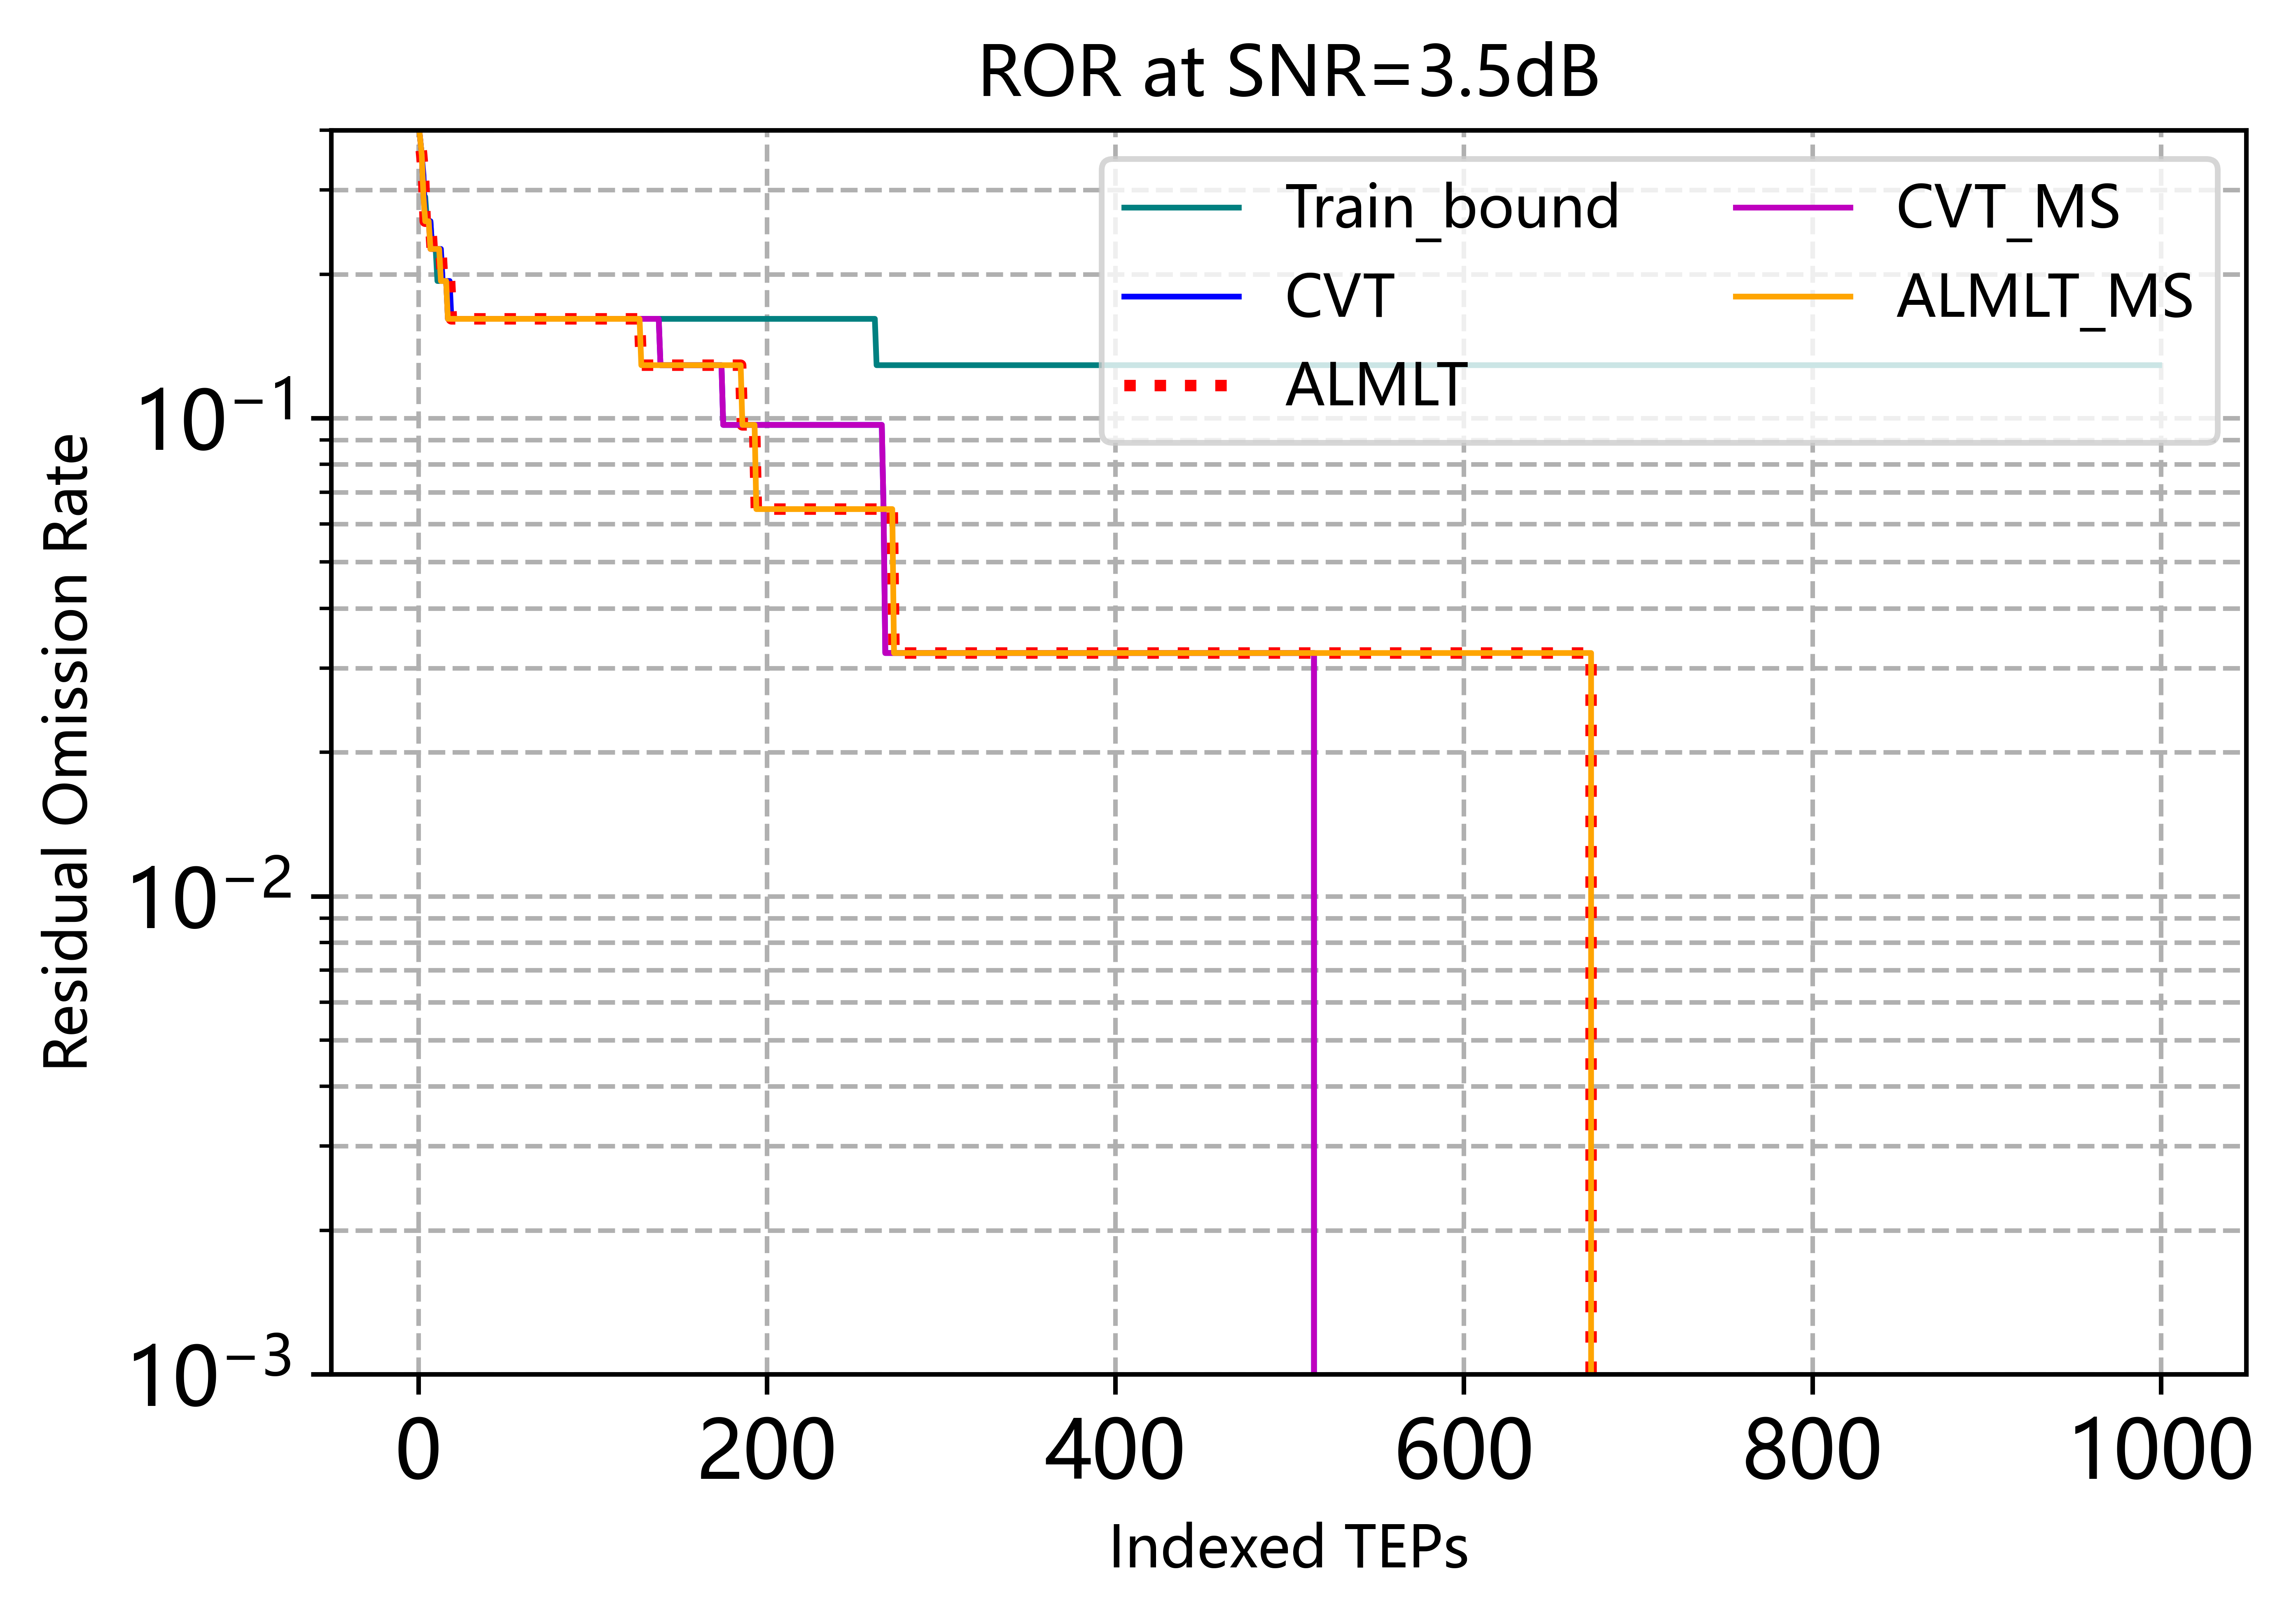 ROR at SNR=3.5dB
Train_bound
CVT
ALMLT
CVT_MS
ALMLT_MS
Residual Omission Rate
10⁻¹
10⁻²
10⁻³
0 200 400 600 800 1000
Indexed TEPs